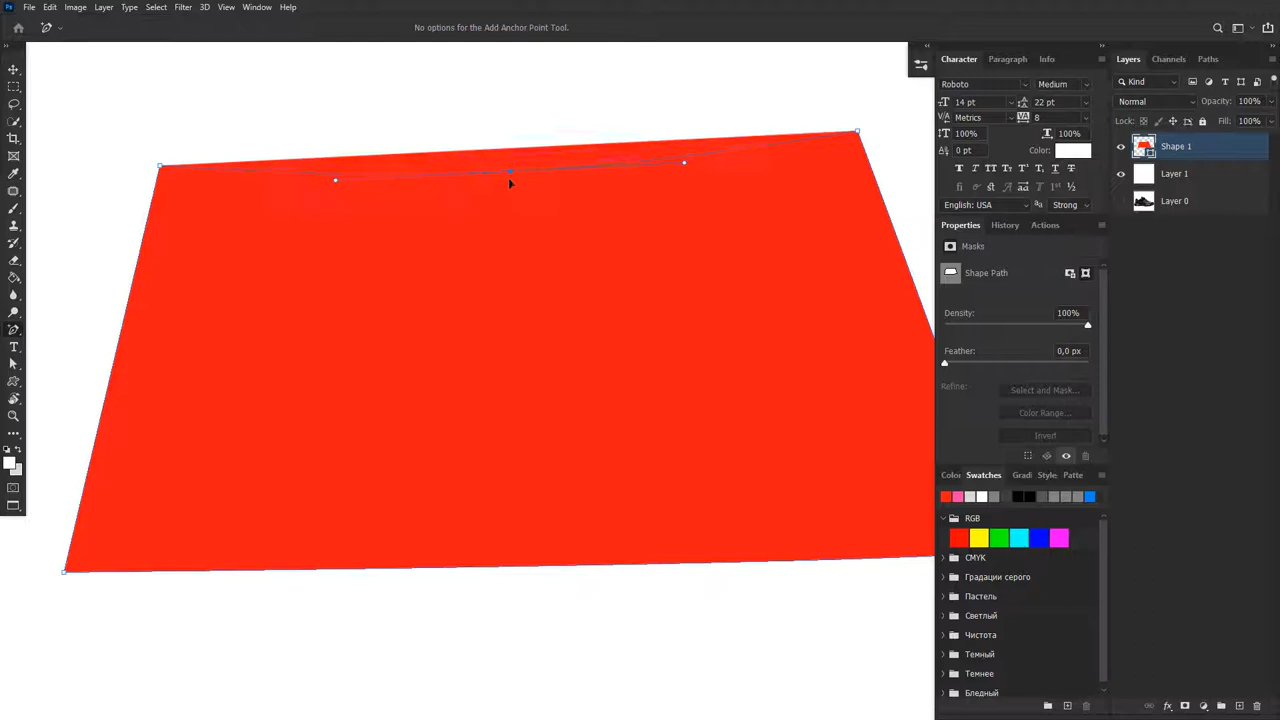 Ps File Edit Image Layer Type Select Filter 3D View Window Help
No options for the Add Anchor Point Tool.
Character Paragraph Info
Roboto Medium
14 pt 22 pt
Metrics 8
100% 100%
0 pt Color:
English: USA Strong
Properties History Actions
Masks
Shape Path
Density: 100%
Feather: 0,0 px
Refine: Select and Mask...
Color Range...
Invert
Color Swatches Gradi Style: Patte
RGB
CMYK
Градации серого
Пастель
Светлый
Чистота
Темный
Темнее
Бледный
Layers Channels Paths
Kind
Normal Opacity: 100%
Lock: Fill: 100%
Shape 1
Layer 1
Layer 0